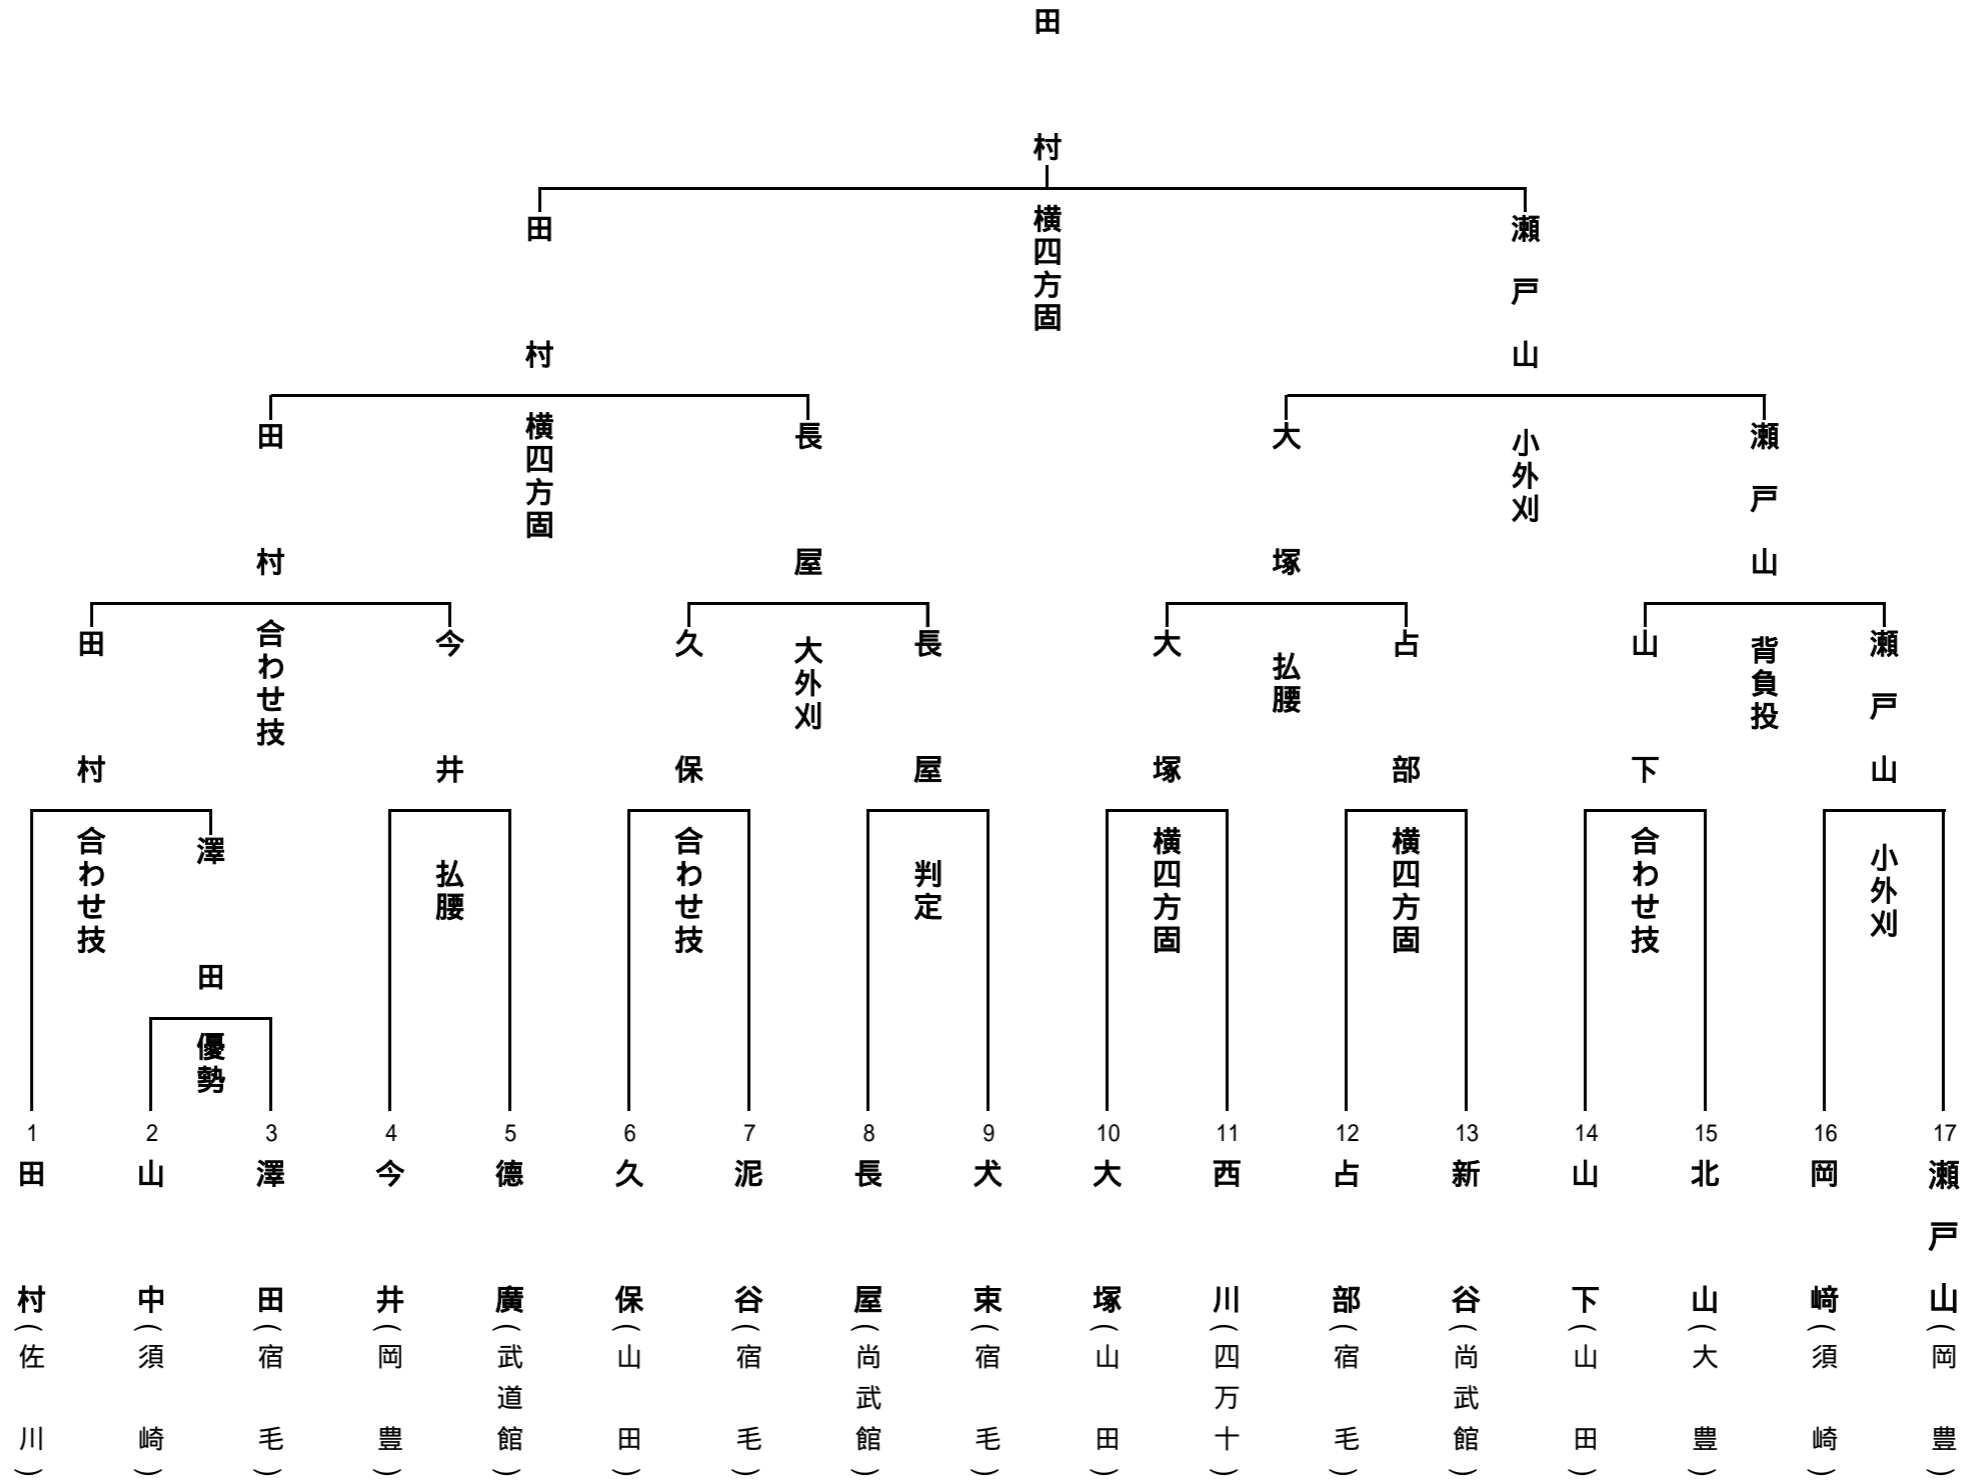 田村
横四方固
田村
瀬戸山
横四方固
小外刈
田村
長屋
大塚
瀬戸山
合わせ技
大外刈
払腰
背負投
田村
今井
久保
長屋
大塚
占部
山下
瀬戸山
合わせ技
払腰
合わせ技
判定
横四方固
横四方固
合わせ技
小外刈
澤田
優勢
1 田村(佐川)
2 山中(須崎)
3 澤田(宿毛)
4 今井(岡豊)
5 德廣(武道館)
6 久保(山田)
7 泥谷(宿毛)
8 長屋(尚武館)
9 犬束(宿毛)
10 大塚(山田)
11 西川(四万十)
12 占部(宿毛)
13 新谷(尚武館)
14 山下(山田)
15 北山(大豊)
16 岡﨑(須崎)
17 瀬戸山(岡豊)